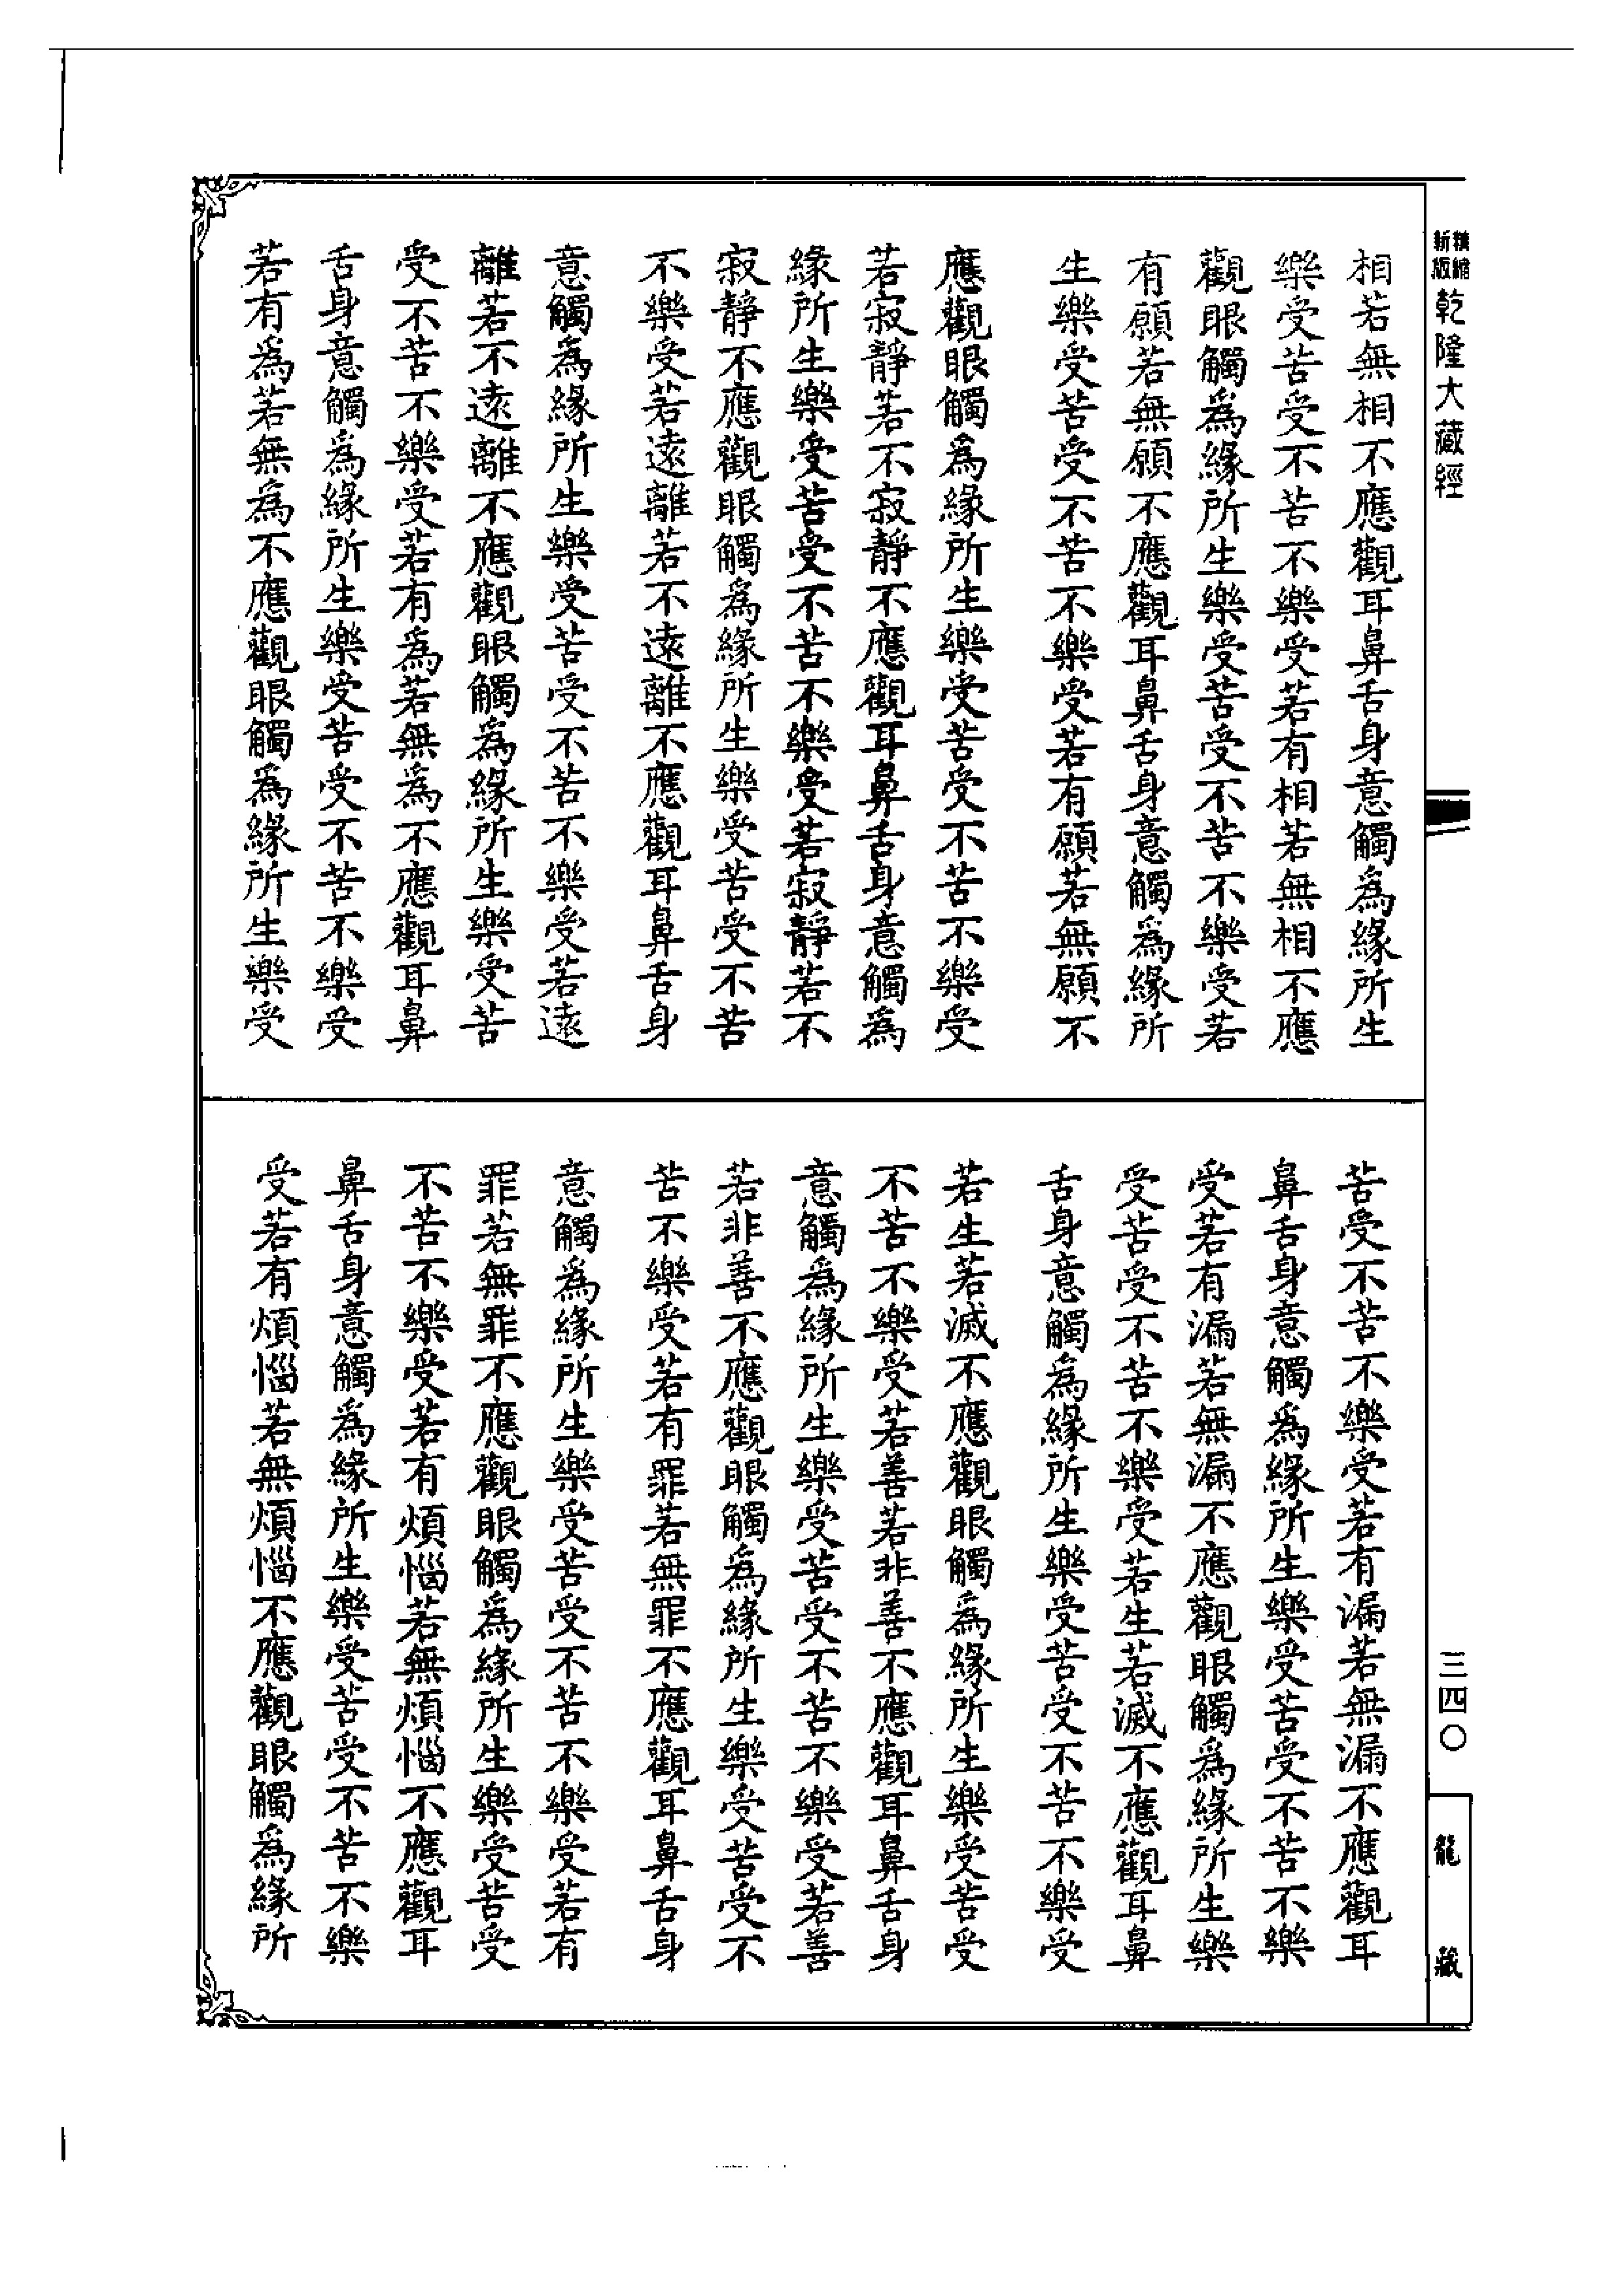 精縮
新版
乾隆大藏經
相若無相不應觀耳鼻舌身意觸為緣所生
樂受苦受不苦不樂受若有相若無相不應
觀眼觸為緣所生樂受苦受不苦不樂受若
有願若無願不應觀耳鼻舌身意觸為緣所
生樂受苦受不苦不樂受若有願若無願不
應觀眼觸為緣所生樂受苦受不苦不樂受
若寂靜若不寂靜不應觀耳鼻舌身意觸為
緣所生樂受苦受不苦不樂受若寂靜若不
寂靜不應觀眼觸為緣所生樂受苦受不苦
不樂受若遠離若不遠離不應觀耳鼻舌身
意觸為緣所生樂受苦受不苦不樂受若遠
離若不遠離不應觀眼觸為緣所生樂受苦
受不苦不樂受若有為若無為不應觀耳鼻
舌身意觸為緣所生樂受苦受不苦不樂受
若有為若無為不應觀眼觸為緣所生樂受
苦受不苦不樂受若有漏若無漏不應觀耳
鼻舌身意觸為緣所生樂受苦受不苦不樂
受若有漏若無漏不應觀眼觸為緣所生樂
受苦受不苦不樂受若生若滅不應觀耳鼻
舌身意觸為緣所生樂受苦受不苦不樂受
若生若滅不應觀眼觸為緣所生樂受苦受
不苦不樂受若善若非善不應觀耳鼻舌身
意觸為緣所生樂受苦受不苦不樂受若善
若非善不應觀眼觸為緣所生樂受苦受不
苦不樂受若有罪若無罪不應觀耳鼻舌身
意觸為緣所生樂受苦受不苦不樂受若有
罪若無罪不應觀眼觸為緣所生樂受苦受
不苦不樂受若有煩惱若無煩惱不應觀耳
鼻舌身意觸為緣所生樂受苦受不苦不樂
受若有煩惱若無煩惱不應觀眼觸為緣所
三四〇
龍藏